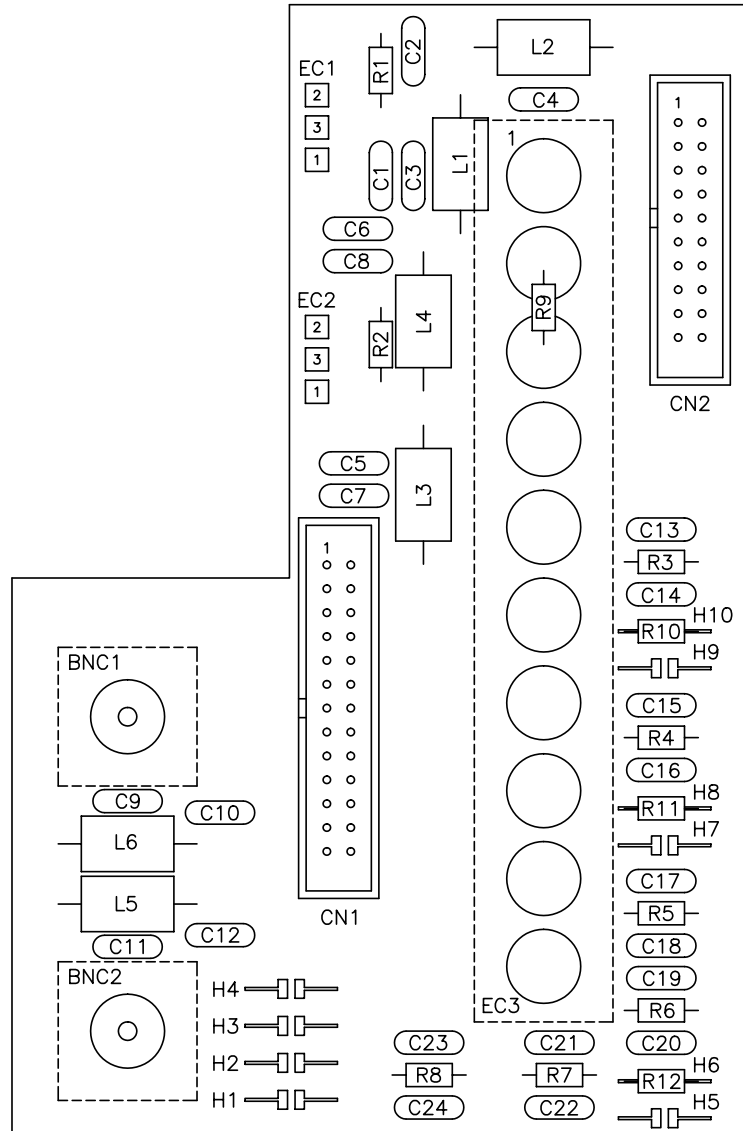 C2
L2
R1
EC1
2
3
1
C4
1
1
C1
C3
L1
C6
C8
EC2
2
3
1
R2
L4
R9
CN2
C5
C7
L3
1
C13
R3
C14
H10
R10
H9
BNC1
C15
R4
C16
H8
R11
H7
C9
C10
L6
C17
L5
R5
CN1
C11
C12
C18
BNC2
C19
H4
EC3
R6
H3
C23
C21
C20
H2
R8
R7
H6
R12
H1
C24
C22
H5